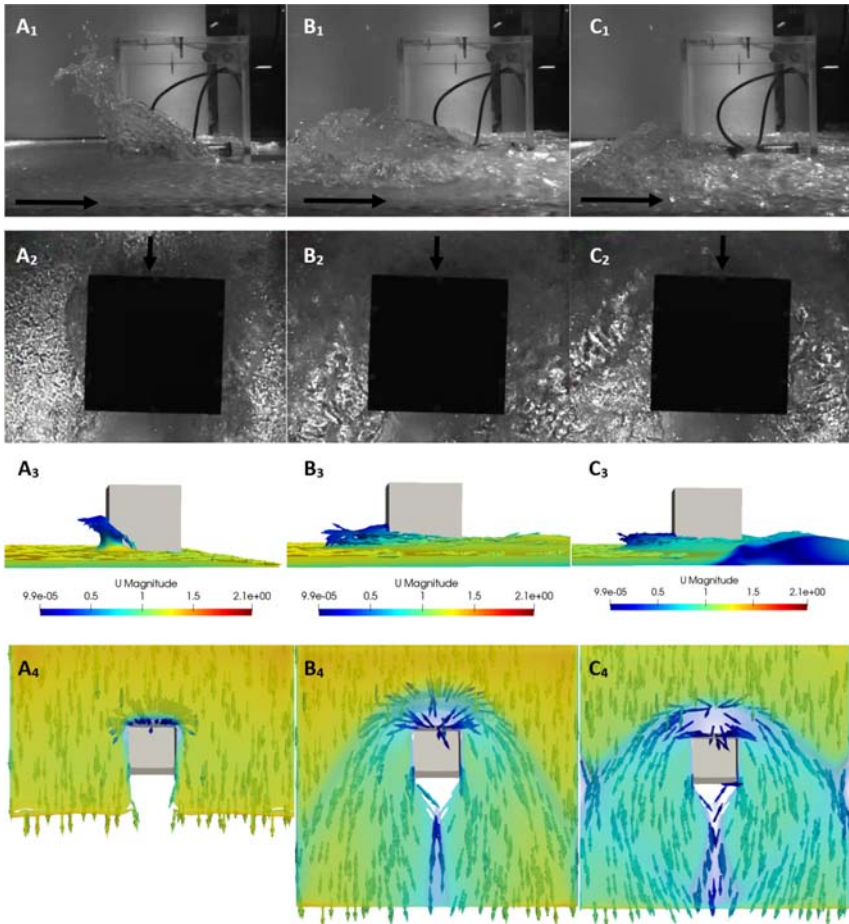 A1 B1 C1
A2 B2 C2
A3 B3 C3
U Magnitude U Magnitude U Magnitude
9.9e-05 0.5 1 1.5 2.1e+00 9.9e-05 0.5 1 1.5 2.1e+00 9.9e-05 0.5 1 1.5 2.1e+00
A4 B4 C4